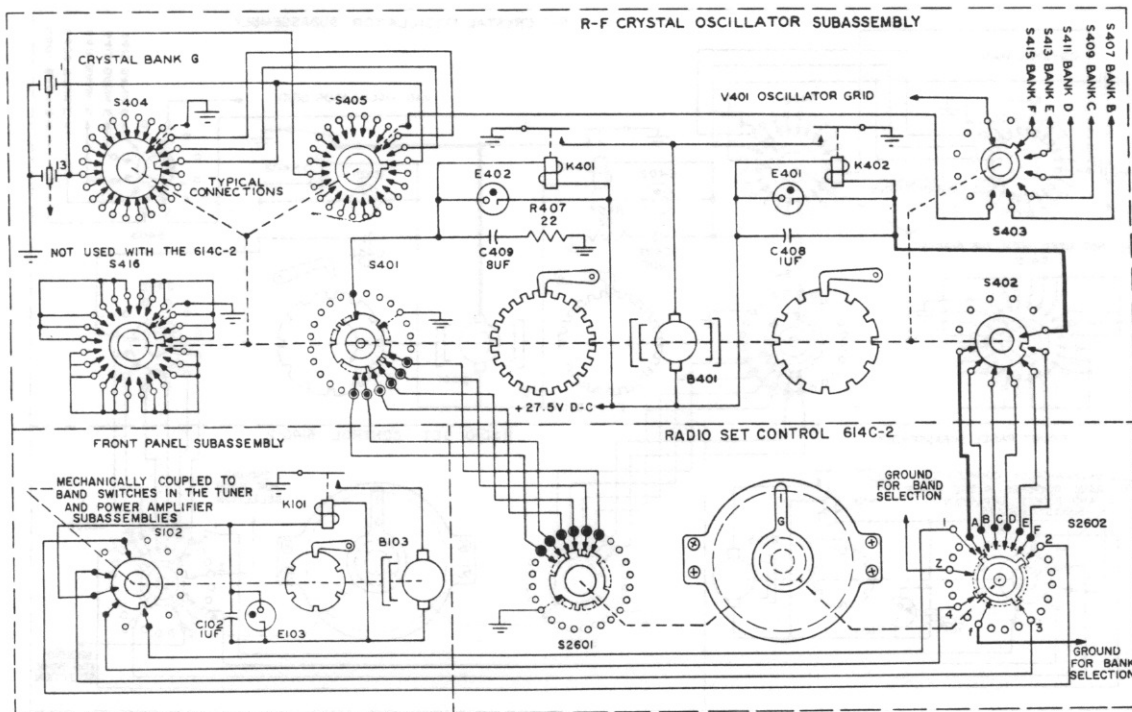 R-F CRYSTAL OSCILLATOR SUBASSEMBLY
CRYSTAL BANK G
1
13
S404
S405
TYPICAL
CONNECTIONS
NOT USED WITH THE 614C-2
S416
S401
E402
K401
R407
22
C409
8UF
V401 OSCILLATOR GRID
E401
K402
C408
1UF
S415 BANK F
S413 BANK E
S411 BANK D
S409 BANK C
S407 BANK B
S403
S402
B401
+27.5V D-C
FRONT PANEL SUBASSEMBLY
MECHANICALLY COUPLED TO
BAND SWITCHES IN THE TUNER
AND POWER AMPLIFIER
SUBASSEMBLIES
S102
K101
B103
C102
1UF
E103
RADIO SET CONTROL 614C-2
S2601
G
GROUND
FOR BAND
SELECTION
S2602
1
A
B
C
D
E
F
2
2
4
1
3
GROUND
FOR BANK
SELECTION